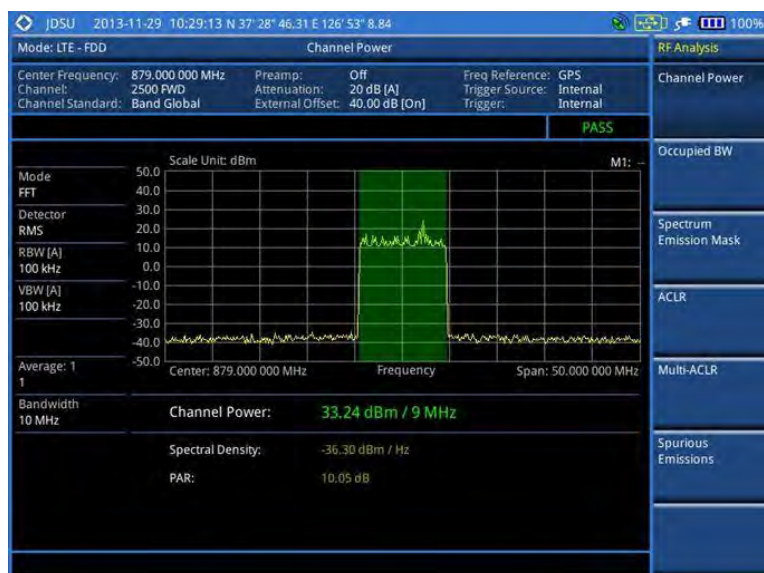 JDSU 2013-11-29 10:29:13 N 37° 28" 46.31 E 126° 53" 8.84 100%
Mode: LTE - FDD Channel Power RF Analysis
Center Frequency: 879.000 000 MHz Preamp: Off Freq Reference: GPS
Channel: 2500 FWD Attenuation: 20 dB [A] Trigger Source: Internal
Channel Standard: Band Global External Offset: 40.00 dB [On] Trigger: Internal
PASS
Channel Power
Occupied BW
Spectrum
Emission Mask
ACLR
Multi-ACLR
Spurious
Emissions
Mode
FFT
Detector
RMS
RBW [A]
100 kHz
VBW [A]
100 kHz
Average: 1
1
Bandwidth
10 MHz
Scale Unit: dBm M1: --
50.0
40.0
30.0
20.0
10.0
0.0
-10.0
-20.0
-30.0
-40.0
-50.0
Center: 879.000 000 MHz Frequency Span: 50.000 000 MHz
Channel Power: 33.24 dBm / 9 MHz
Spectral Density: -36.30 dBm / Hz
PAR: 10.05 dB